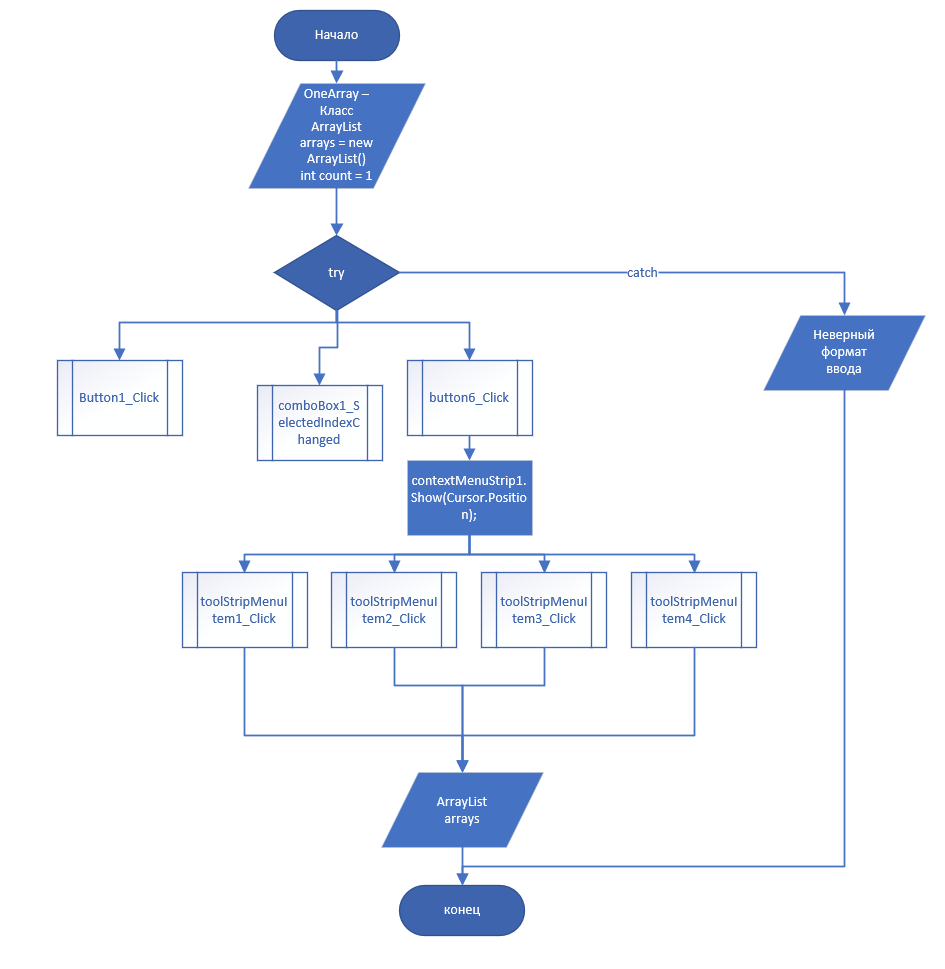 Начало
OneArray –
Класс
ArrayList
arrays = new
ArrayList()
int count = 1
try
catch
Неверный
формат
ввода
Button1_Click
comboBox1_S
electedIndexC
hanged
button6_Click
contextMenuStrip1.
Show(Cursor.Positio
n);
toolStripMenuI
tem1_Click
toolStripMenuI
tem2_Click
toolStripMenuI
tem3_Click
toolStripMenuI
tem4_Click
ArrayList
arrays
конец